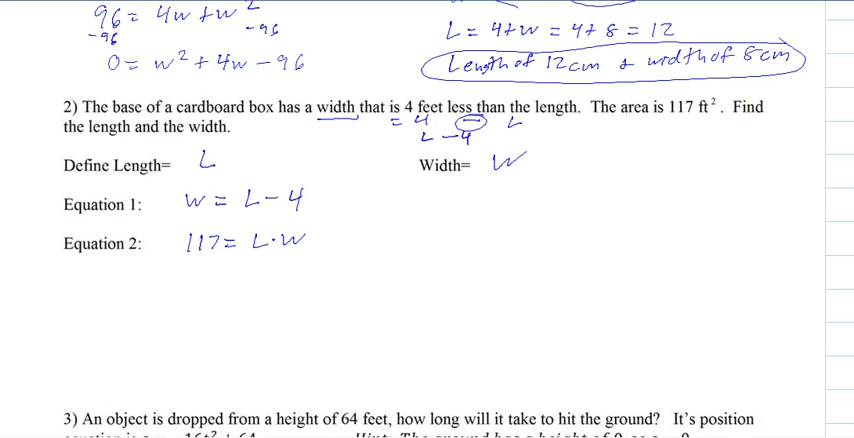 96 = 4w + w²
-96 -96
0 = w² + 4w - 96
L = 4+w = 4+8 = 12
Length of 12cm & width of 8cm
2) The base of a cardboard box has a width that is 4 feet less than the length. The area is 117 ft². Find
the length and the width.
= 4 - L
L - 4
Define Length= L Width= W
Equation 1: w = L - 4
Equation 2: 117 = L·W
3) An object is dropped from a height of 64 feet, how long will it take to hit the ground? It's position